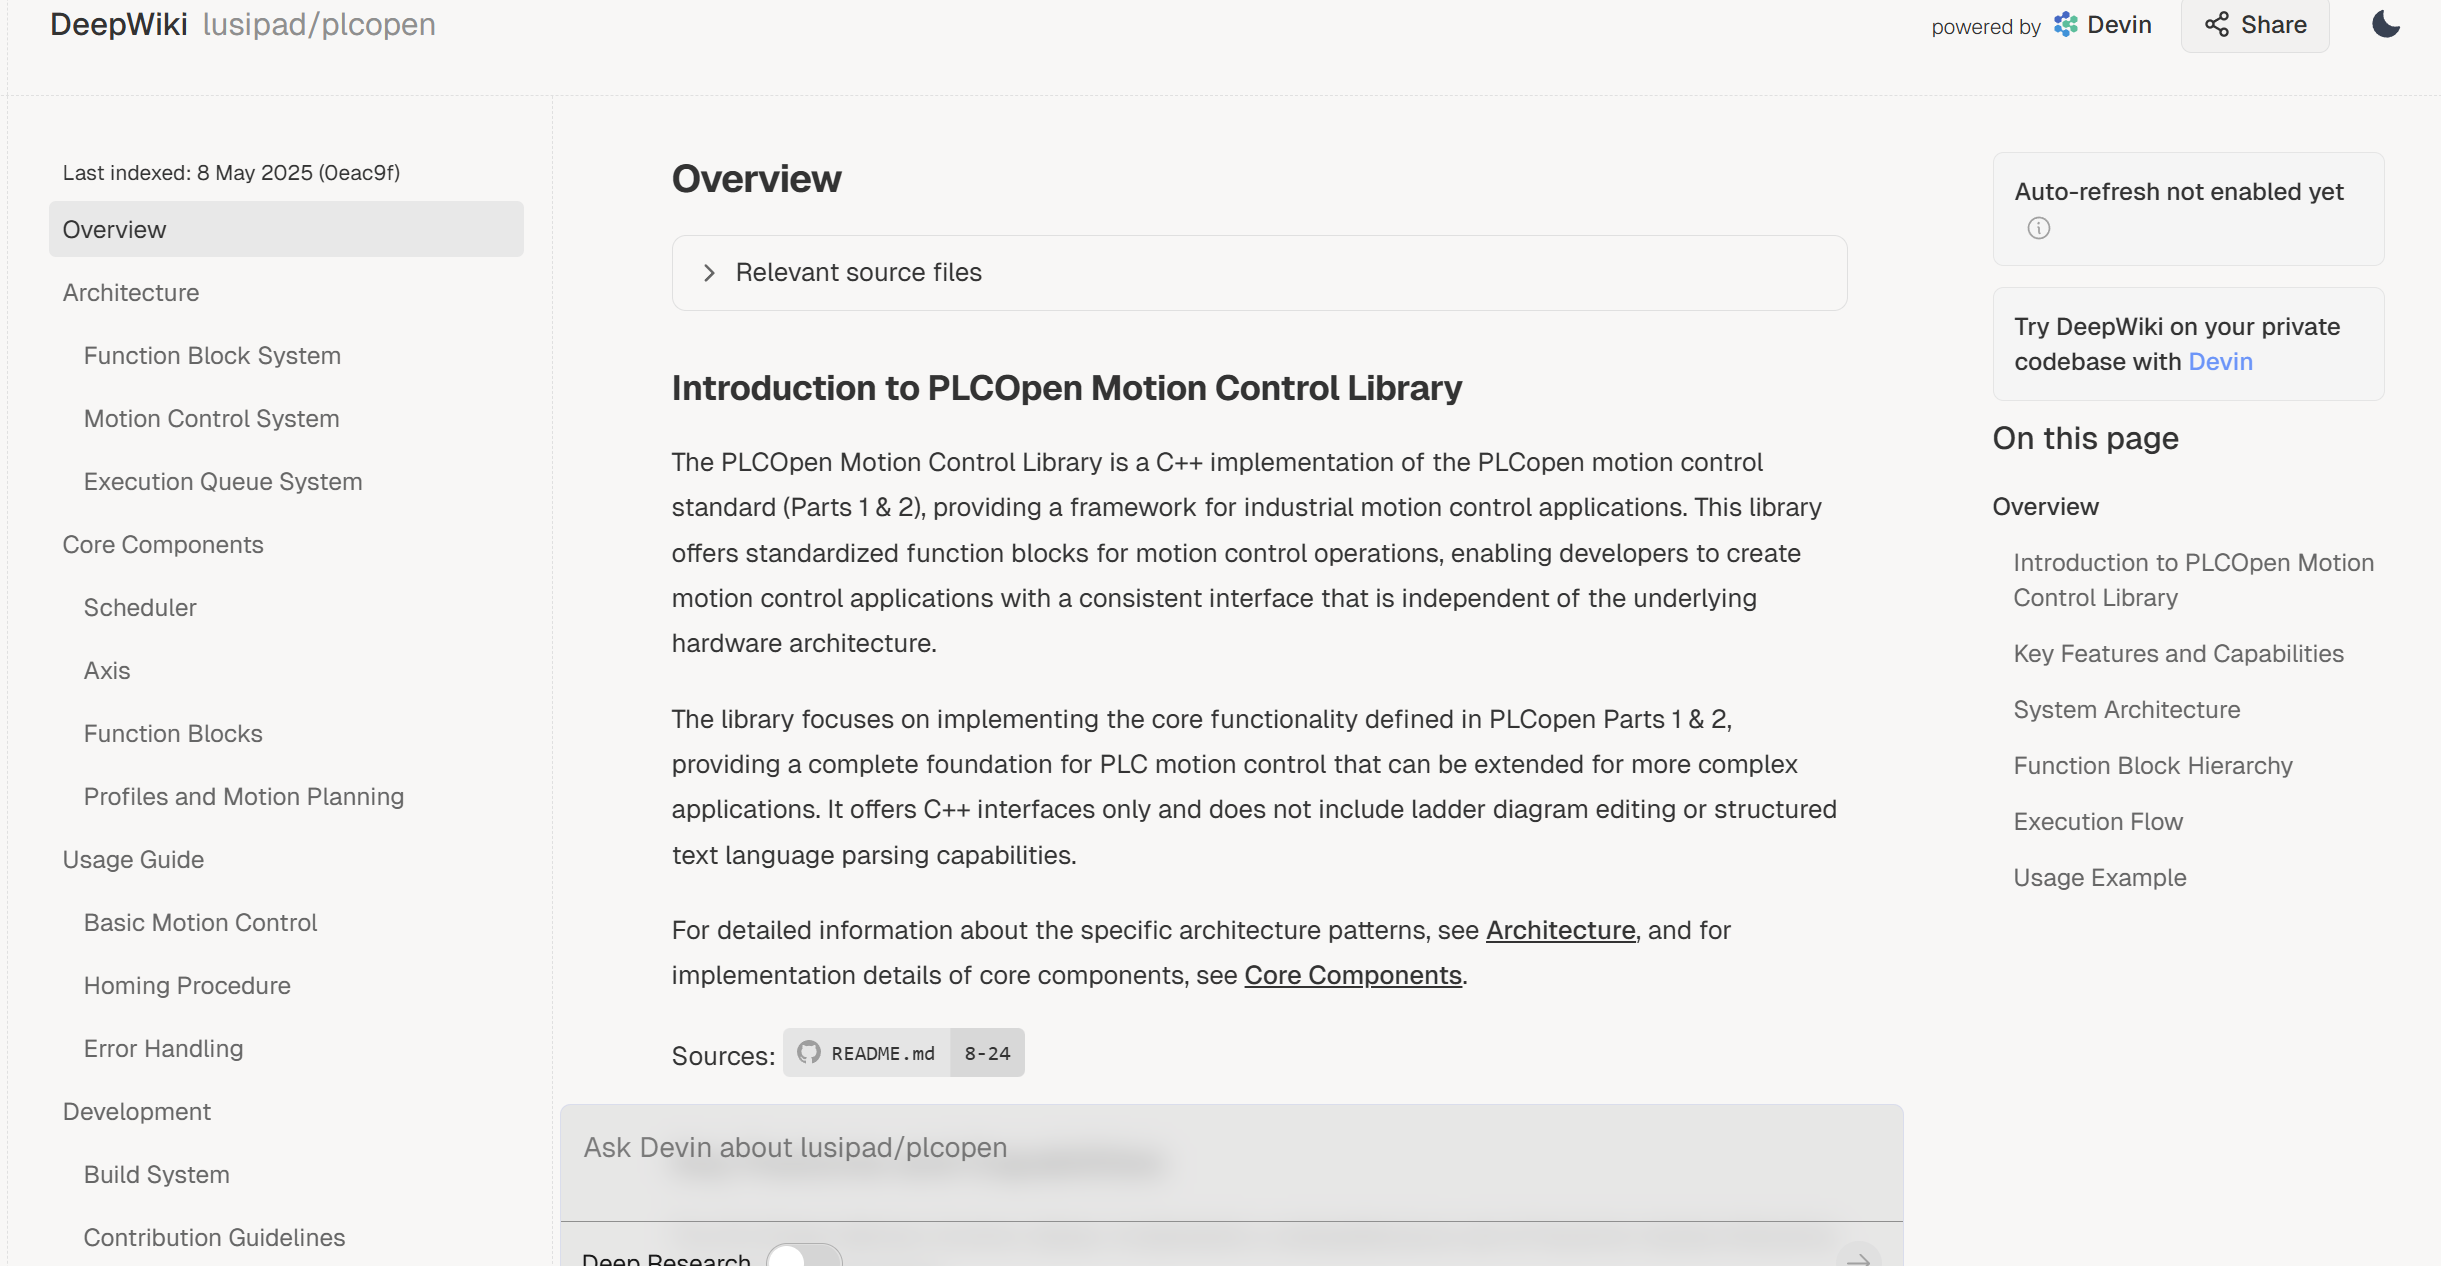 DeepWiki lusipad/plcopen
powered by Devin
Share
Last indexed: 8 May 2025 (0eac9f)
Overview
Architecture
Function Block System
Motion Control System
Execution Queue System
Core Components
Scheduler
Axis
Function Blocks
Profiles and Motion Planning
Usage Guide
Basic Motion Control
Homing Procedure
Error Handling
Development
Build System
Contribution Guidelines
Overview
Relevant source files
Introduction to PLCOpen Motion Control Library
The PLCOpen Motion Control Library is a C++ implementation of the PLCopen motion control
standard (Parts 1 & 2), providing a framework for industrial motion control applications. This library
offers standardized function blocks for motion control operations, enabling developers to create
motion control applications with a consistent interface that is independent of the underlying
hardware architecture.
The library focuses on implementing the core functionality defined in PLCopen Parts 1 & 2,
providing a complete foundation for PLC motion control that can be extended for more complex
applications. It offers C++ interfaces only and does not include ladder diagram editing or structured
text language parsing capabilities.
For detailed information about the specific architecture patterns, see Architecture, and for
implementation details of core components, see Core Components.
Sources: README.md 8-24
Ask Devin about lusipad/plcopen
Deep Research
Auto-refresh not enabled yet
Try DeepWiki on your private
codebase with Devin
On this page
Overview
Introduction to PLCOpen Motion
Control Library
Key Features and Capabilities
System Architecture
Function Block Hierarchy
Execution Flow
Usage Example